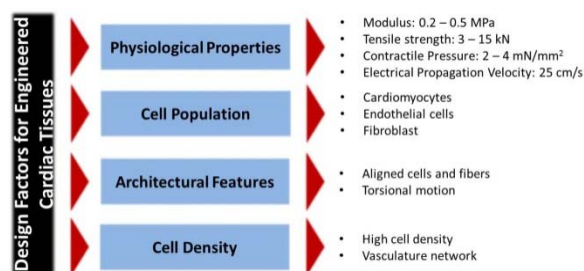 Design Factors for Engineered
Cardiac Tissues
Physiological Properties
• Modulus: 0.2 – 0.5 MPa
• Tensile strength: 3 – 15 kN
• Contractile Pressure: 2 – 4 mN/mm²
• Electrical Propagation Velocity: 25 cm/s
Cell Population
• Cardiomyocytes
• Endothelial cells
• Fibroblast
Architectural Features
• Aligned cells and fibers
• Torsional motion
Cell Density
• High cell density
• Vasculature network